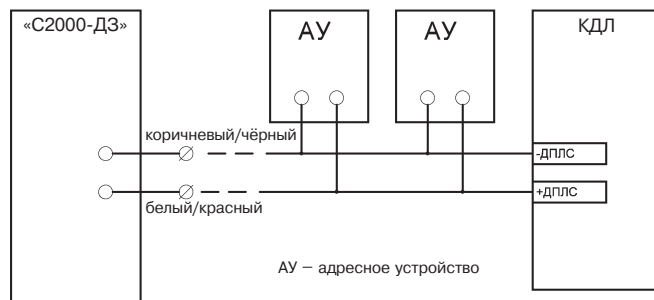 «С2000-ДЗ»
АУ
АУ
КДЛ
коричневый/чёрный
-ДПЛС
+ДПЛС
белый/красный
АУ – адресное устройство